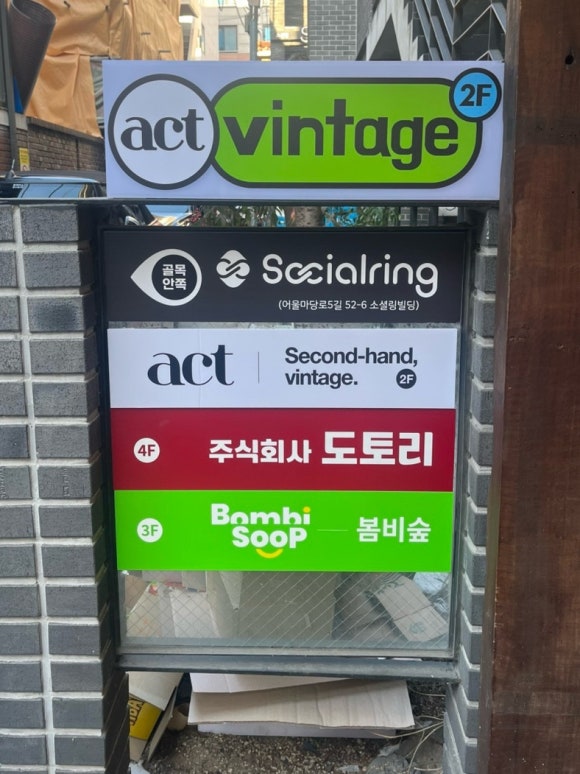 act vintage 2F
골목
안쪽
Socialring
(어울마당로5길 52-6 소셜링빌딩)
act
Second-hand,
vintage. 2F
4F 주식회사 도토리
3F
Bambi
SOOP
봄비숲